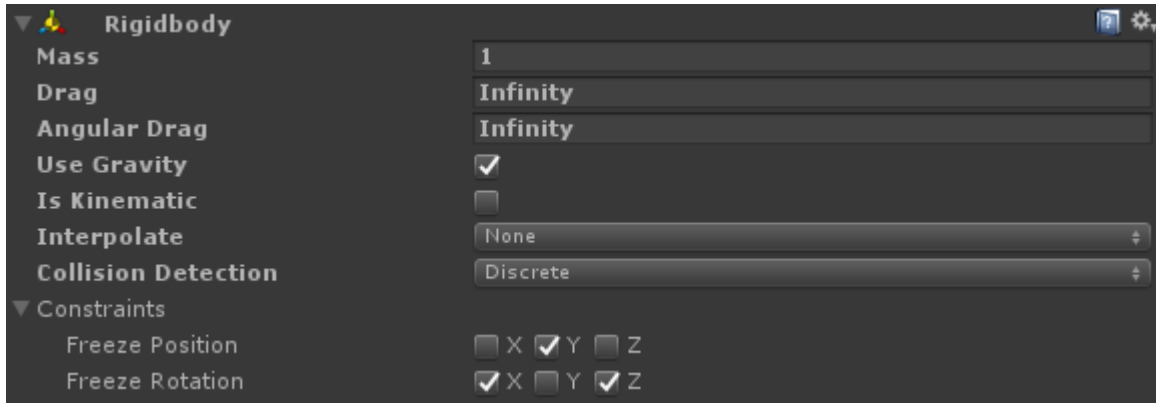 Rigidbody
Mass 1
Drag Infinity
Angular Drag Infinity
Use Gravity
Is Kinematic
Interpolate None
Collision Detection Discrete
Constraints
Freeze Position X Y Z
Freeze Rotation X Y Z